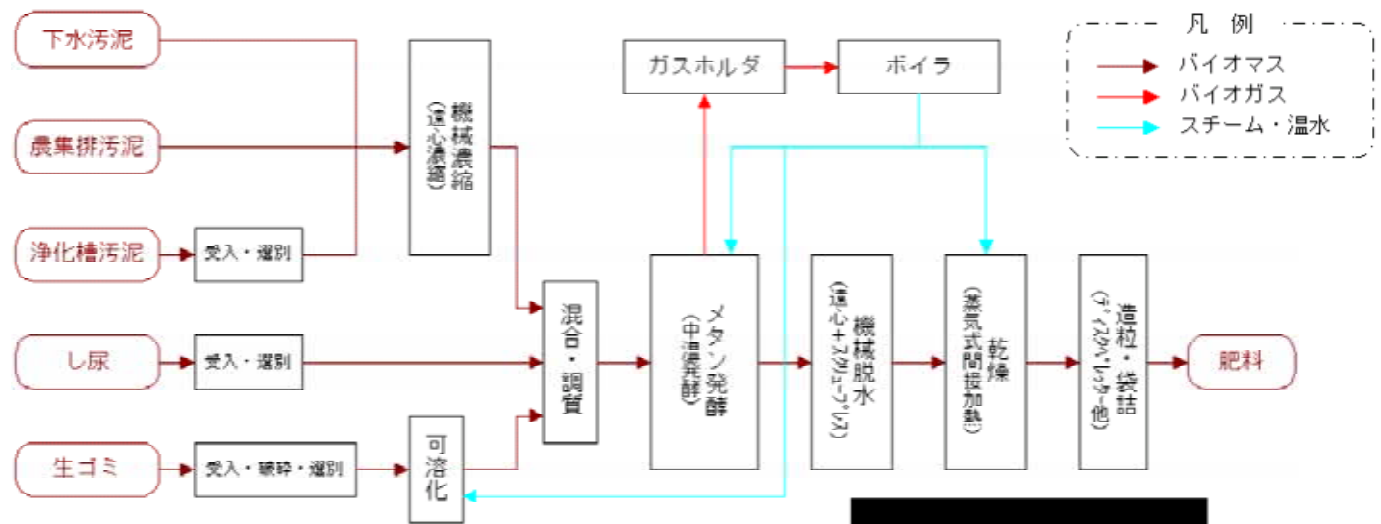 下水汚泥
農集排汚泥
浄化槽汚泥
し尿
生ゴミ
受入・選別
受入・選別
受入・破砕・選別
機械濃縮
(遠心濃縮)
可溶化
混合・調質
ガスホルダ
ボイラ
メタン発酵
(中温発酵)
機械脱水
(遠心+スクリュープレス)
乾燥
(蒸気式間接加熱)
造粒・袋詰
(ディスクペレッター他)
肥料
凡 例
バイオマス
バイオガス
スチーム・温水